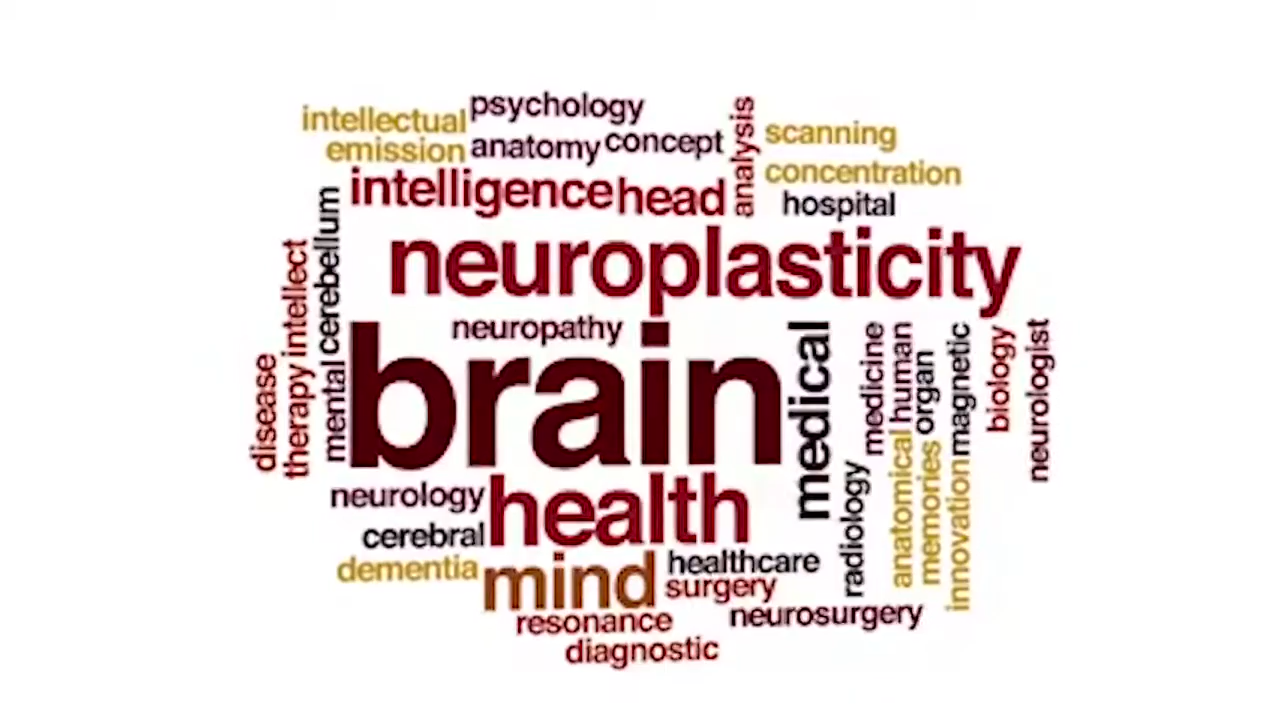 psychology
intellectual
anatomy
concept
analysis
scanning
emission
concentration
intelligence
head
hospital
neuroplasticity
cerebellum
intellect
neuropathy
brain
medical
medicine
human
organ
magnetic
biology
neurologist
disease
therapy
mental
neurology
health
radiology
anatomical
memories
innovation
cerebral
dementia
mind
healthcare
surgery
resonance
neurosurgery
diagnostic